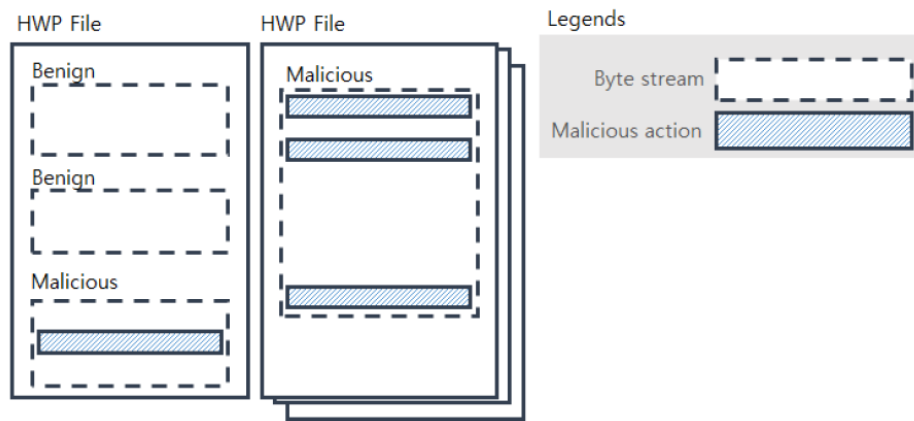 HWP File
Benign
Benign
Malicious
HWP File
Malicious
Legends
Byte stream
Malicious action